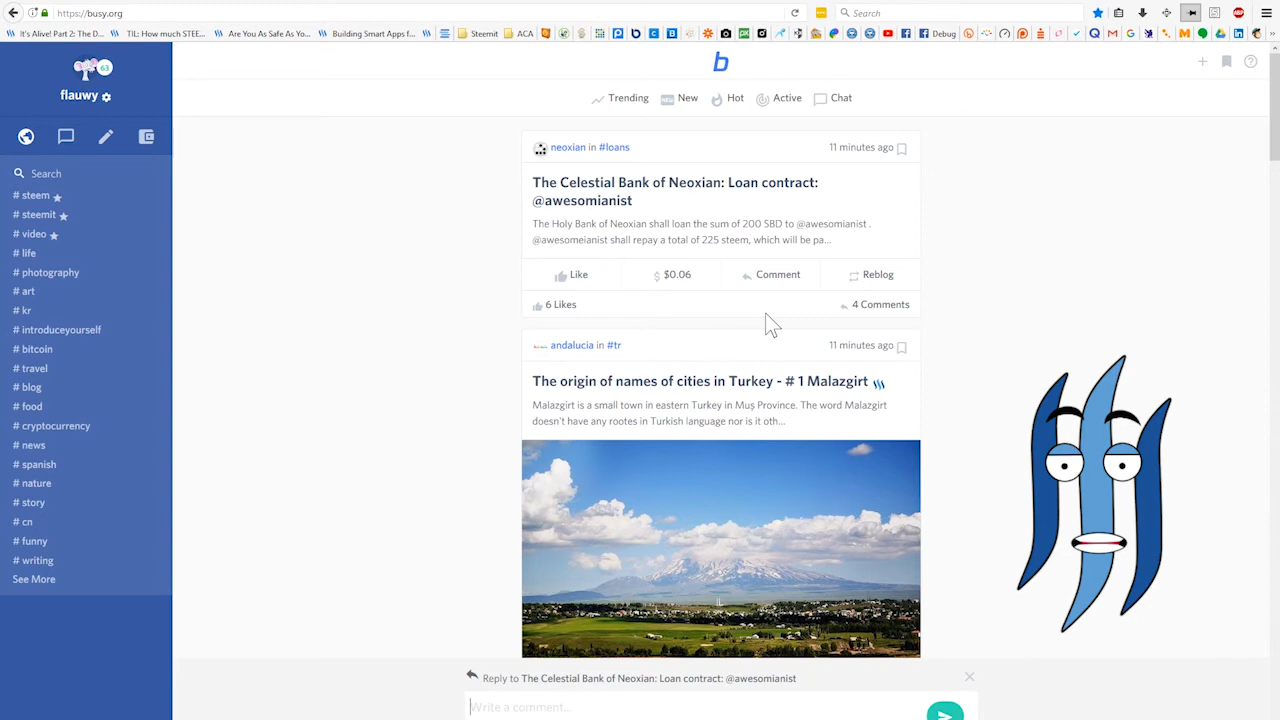 https://busy.org
Search
It's Alive! Part 2: The D...
TIL: How much STEE...
Are You As Safe As Yo...
Building Smart Apps f...
Steemit
ACA
Debug
63
flauwy
b
Trending
New
Hot
Active
Chat
Search
# steem
# steemit
# video
# life
# photography
# art
# kr
# introduceyourself
# bitcoin
# travel
# blog
# food
# cryptocurrency
# news
# spanish
# nature
# story
# cn
# funny
# writing
See More
neoxian in #loans
11 minutes ago
The Celestial Bank of Neoxian: Loan contract:
@awesomianist
The Holy Bank of Neoxian shall loan the sum of 200 SBD to @awesomianist .
@awesomeianist shall repay a total of 225 steem, which will be pa...
Like
$0.06
Comment
Reblog
6 Likes
4 Comments
andalucia in #tr
11 minutes ago
The origin of names of cities in Turkey - # 1 Malazgirt
Malazgirt is a small town in eastern Turkey in Muş Province. The word Malazgirt
doesn't have any roots in Turkish language nor is it oth...
Reply to The Celestial Bank of Neoxian: Loan contract: @awesomianist
Write a comment...